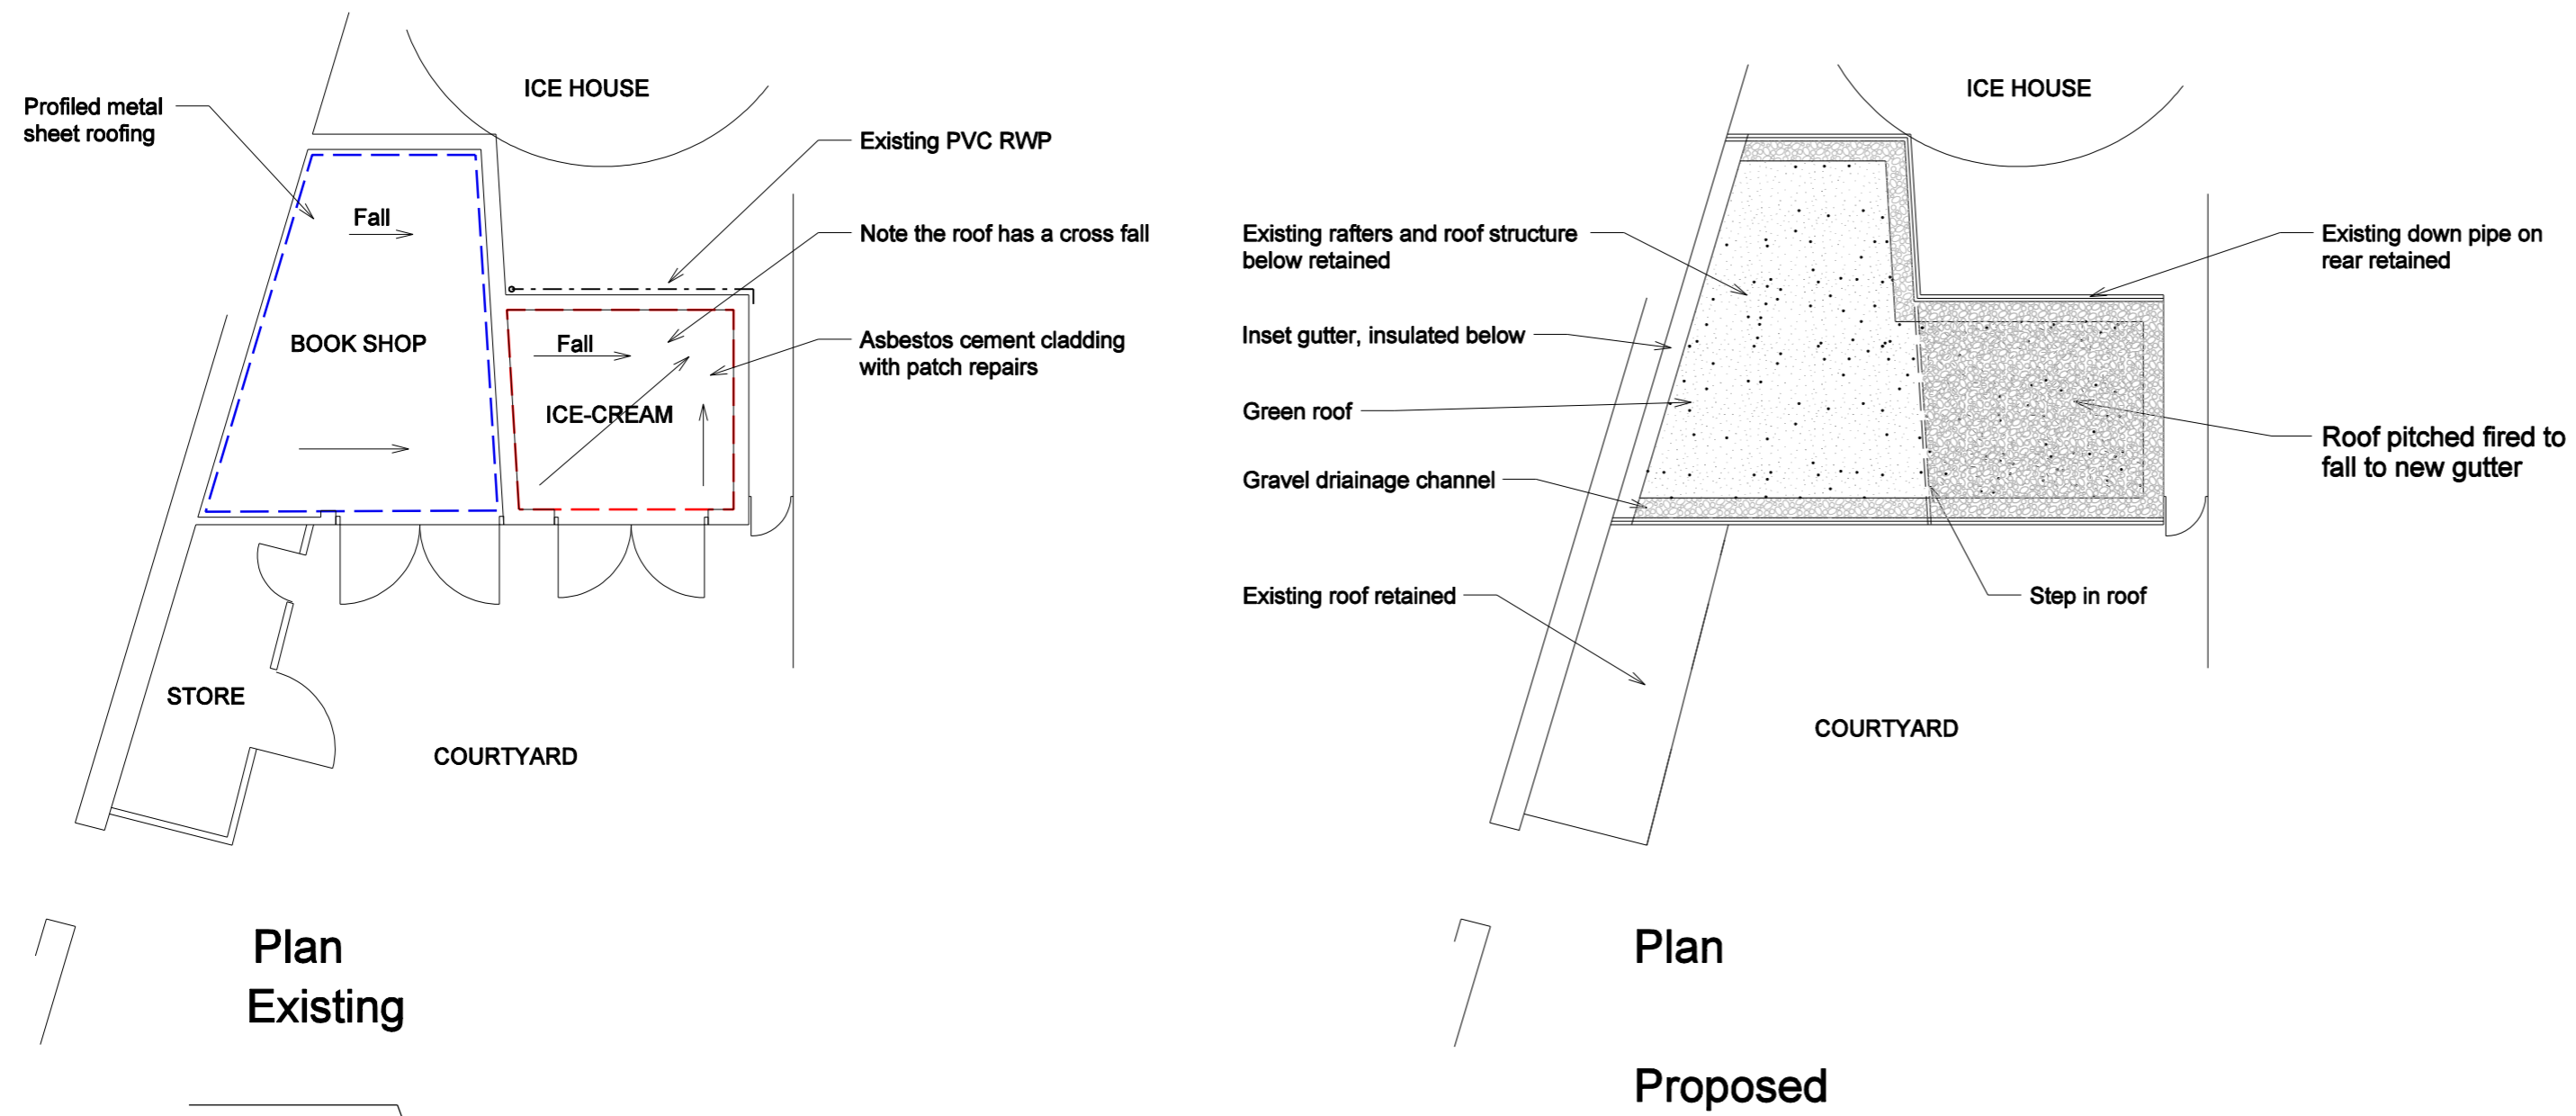 ICE HOUSE
Profiled metal
sheet roofing
Existing PVC RWP
Fall
Note the roof has a cross fall
BOOK SHOP
Fall
Asbestos cement cladding
with patch repairs
ICE-CREAM
STORE
COURTYARD
Plan
Existing
ICE HOUSE
Existing rafters and roof structure
below retained
Existing down pipe on
rear retained
Inset gutter, insulated below
Green roof
Roof pitched fired to
fall to new gutter
Gravel driainage channel
Existing roof retained
Step in roof
COURTYARD
Plan
Proposed